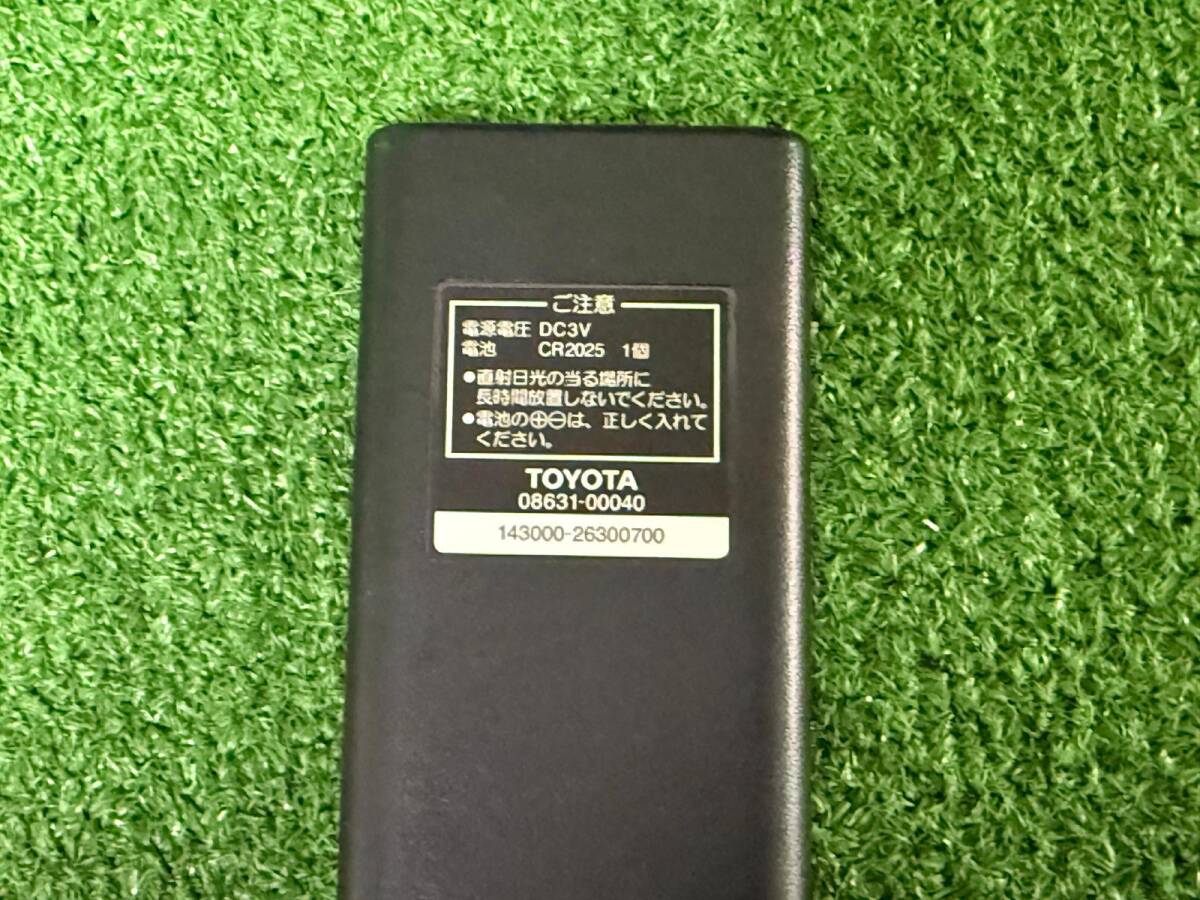 ご注意
電源電圧 DC3V
電池 CR2025 1個
●直射日光の当る場所に
長時間放置しないでください。
●電池の⊕⊖は、正しく入れて
ください。
TOYOTA
08631-00040
143000-26300700